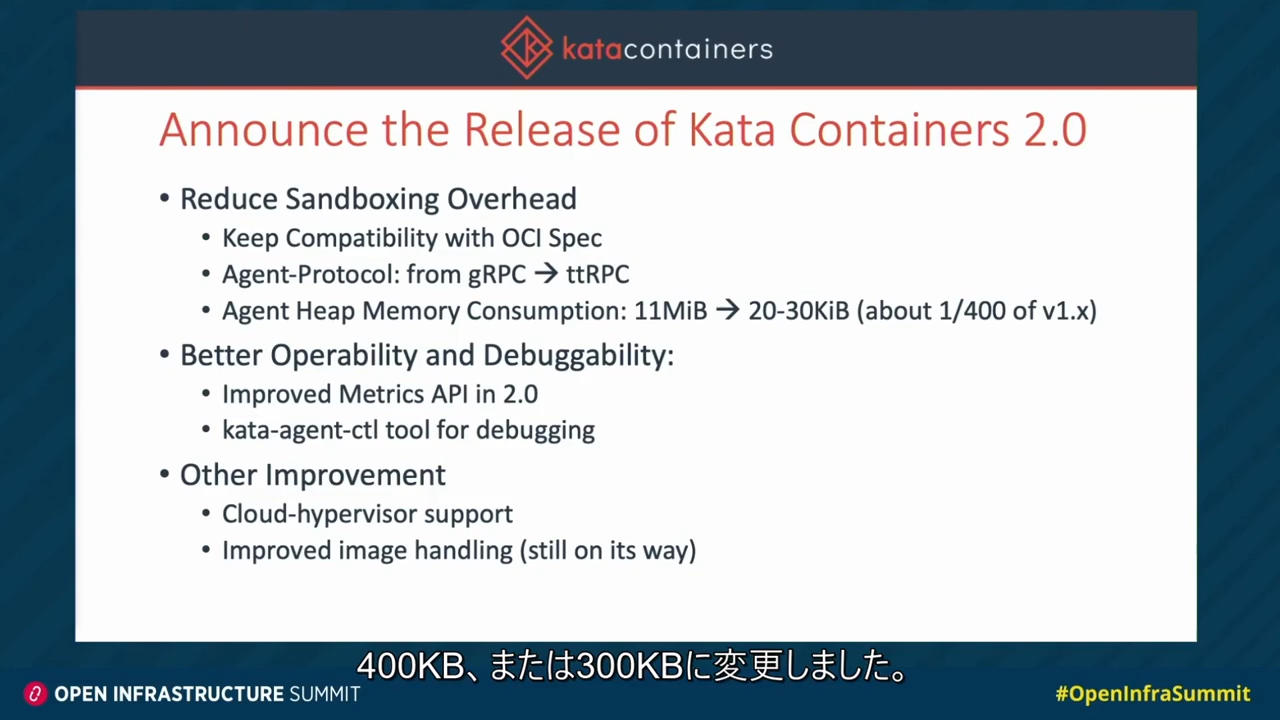 katacontainers
Announce the Release of Kata Containers 2.0
• Reduce Sandboxing Overhead
• Keep Compatibility with OCI Spec
• Agent-Protocol: from gRPC → ttRPC
• Agent Heap Memory Consumption: 11MiB → 20-30KiB (about 1/400 of v1.x)
• Better Operability and Debuggability:
• Improved Metrics API in 2.0
• kata-agent-ctl tool for debugging
• Other Improvement
• Cloud-hypervisor support
• Improved image handling (still on its way)
400KB、または300KBに変更しました。
OPEN INFRASTRUCTURE SUMMIT
#OpenInfraSummit